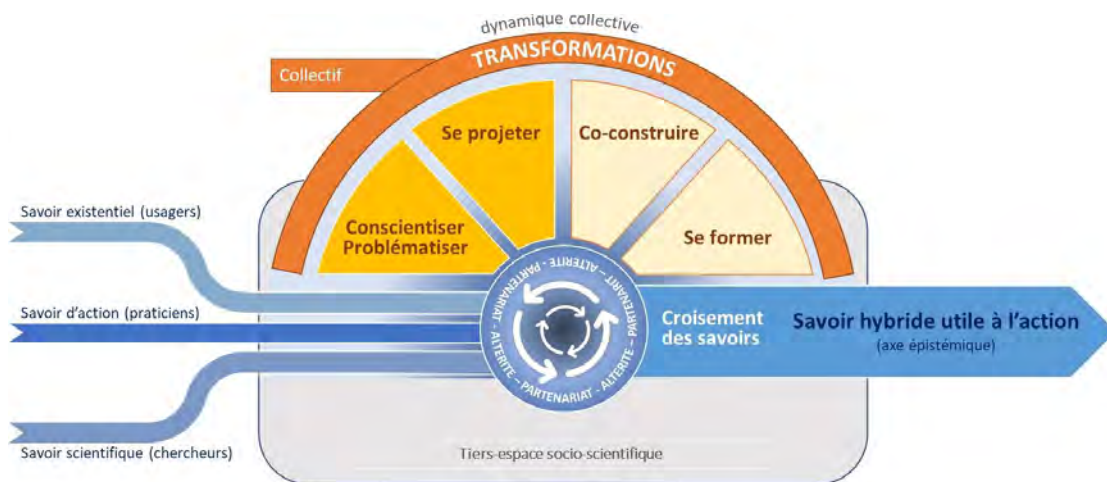 dynamique collective
TRANSFORMATIONS
Collectif
Se projeter
Co-construire
Conscientiser
Problématiser
Se former
Savoir existentiel (usagers)
Savoir d'action (praticiens)
Savoir scientifique (chercheurs)
PARTENARIAT - ALTERITE – PARTENARIT - ALTERITE – PARTENARIAT - ALTERITE -
Croisement
des savoirs
Savoir hybride utile à l'action
(axe épistémique)
Tiers-espace socio-scientifique